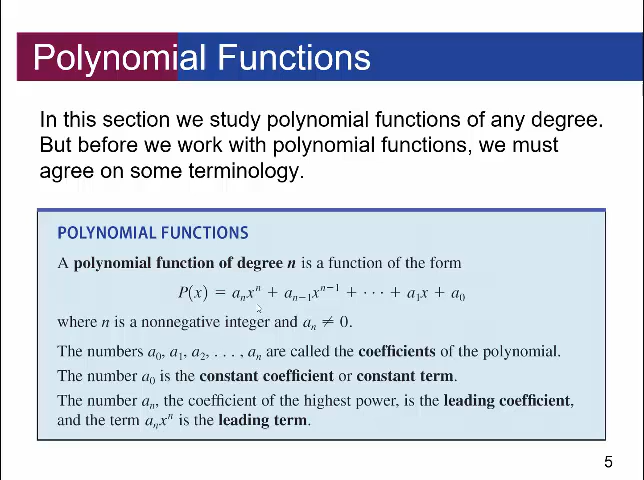 Polynomial Functions
In this section we study polynomial functions of any degree.
But before we work with polynomial functions, we must
agree on some terminology.
POLYNOMIAL FUNCTIONS
A polynomial function of degree n is a function of the form
P(x) = aₙxⁿ + aₙ₋₁xⁿ⁻¹ + · · · + a₁x + a₀
where n is a nonnegative integer and aₙ ≠ 0.
The numbers a₀, a₁, a₂, . . . , aₙ are called the coefficients of the polynomial.
The number a₀ is the constant coefficient or constant term.
The number aₙ, the coefficient of the highest power, is the leading coefficient,
and the term aₙxⁿ is the leading term.
5